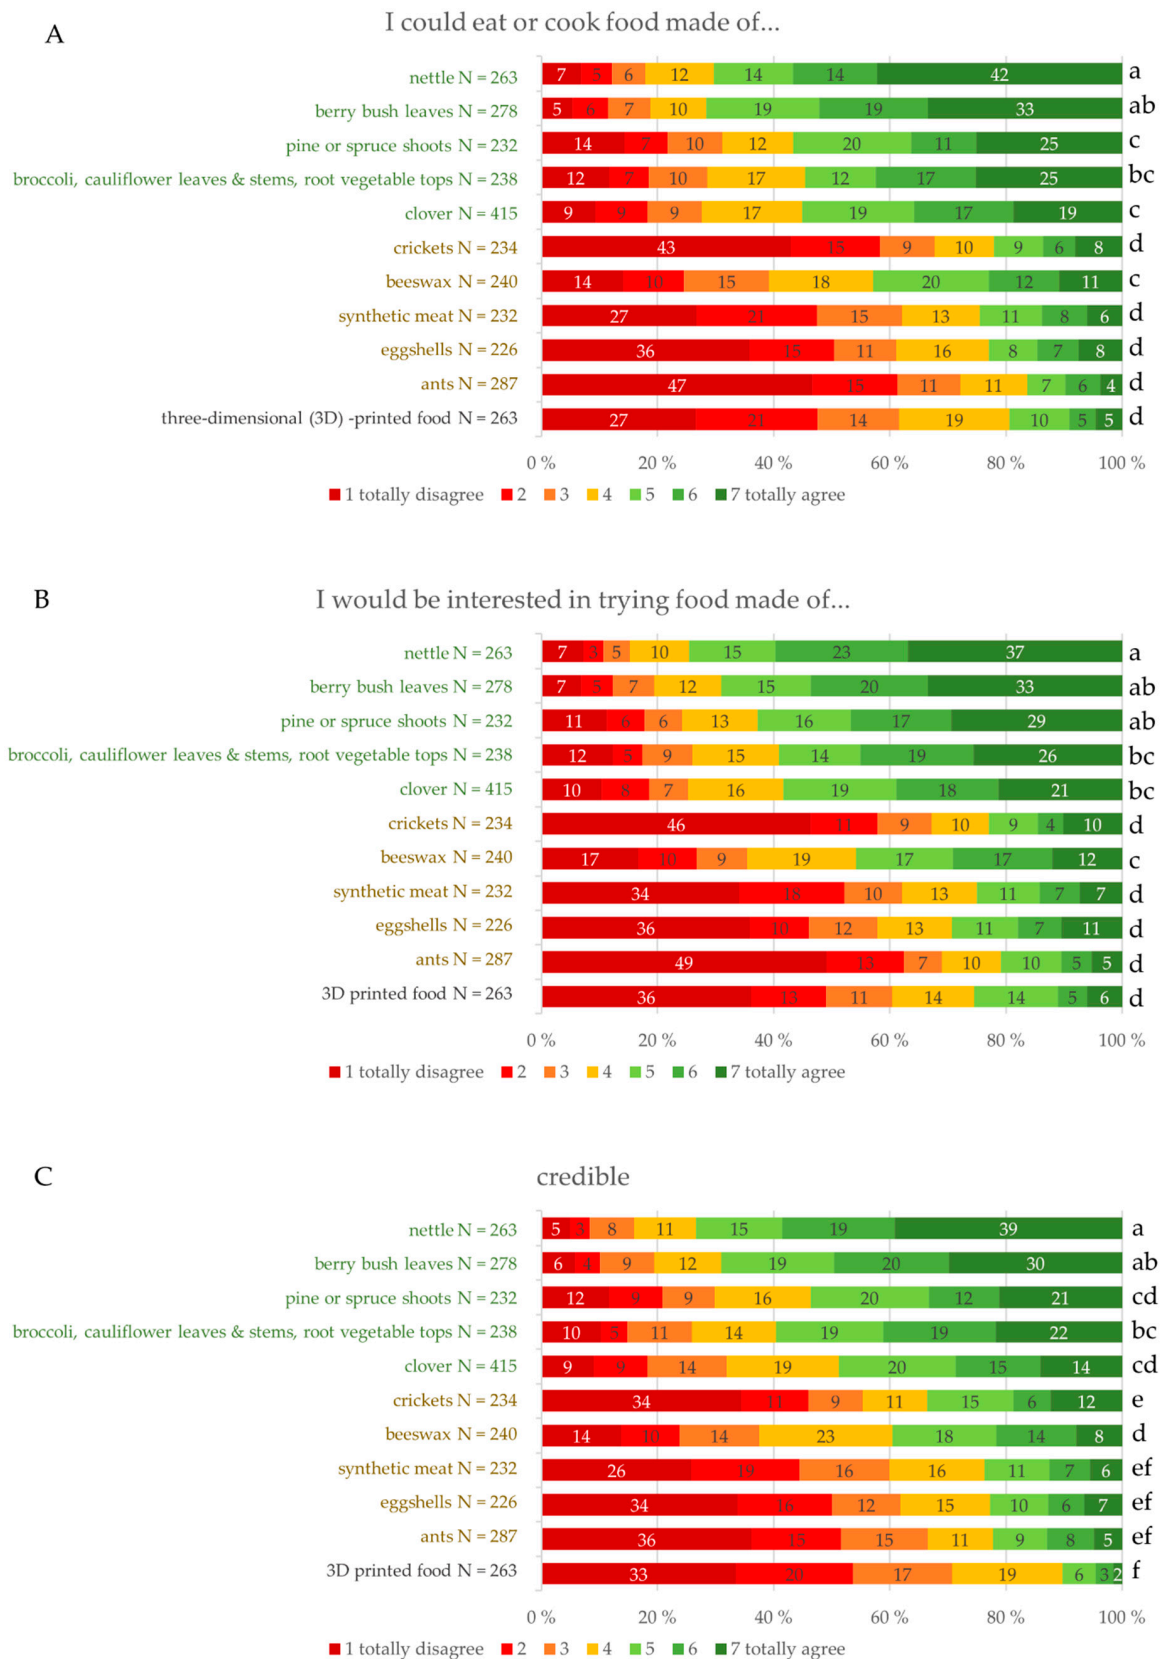 A
I could eat or cook food made of...
nettle N = 263 7 5 6 12 14 14 42 a
berry bush leaves N = 278 5 6 7 10 19 19 33 ab
pine or spruce shoots N = 232 14 7 10 12 20 11 25 c
broccoli, cauliflower leaves & stems, root vegetable tops N = 238 12 7 10 17 12 17 25 bc
clover N = 415 9 9 9 17 19 17 19 c
crickets N = 234 43 15 9 10 9 6 8 d
beeswax N = 240 14 10 15 18 20 12 11 c
synthetic meat N = 232 27 21 15 13 11 8 6 d
eggshells N = 226 36 15 11 16 8 7 8 d
ants N = 287 47 15 11 11 7 6 4 d
three-dimensional (3D) -printed food N = 263 27 21 14 19 10 5 5 d
0 % 20 % 40 % 60 % 80 % 100 %
1 totally disagree 2 3 4 5 6 7 totally agree
B
I would be interested in trying food made of...
nettle N = 263 7 3 5 10 15 23 37 a
berry bush leaves N = 278 7 5 7 12 15 20 33 ab
pine or spruce shoots N = 232 11 6 6 13 16 17 29 ab
broccoli, cauliflower leaves & stems, root vegetable tops N = 238 12 5 9 15 14 19 26 bc
clover N = 415 10 8 7 16 19 18 21 bc
crickets N = 234 46 11 9 10 9 4 10 d
beeswax N = 240 17 10 9 19 17 17 12 c
synthetic meat N = 232 34 18 10 13 11 7 7 d
eggshells N = 226 36 10 12 13 11 7 11 d
ants N = 287 49 13 7 10 10 5 5 d
3D printed food N = 263 36 13 11 14 14 5 6 d
0 % 20 % 40 % 60 % 80 % 100 %
1 totally disagree 2 3 4 5 6 7 totally agree
C
credible
nettle N = 263 5 3 8 11 15 19 39 a
berry bush leaves N = 278 6 4 9 12 19 20 30 ab
pine or spruce shoots N = 232 12 9 9 16 20 12 21 cd
broccoli, cauliflower leaves & stems, root vegetable tops N = 238 10 5 11 14 19 19 22 bc
clover N = 415 9 9 14 19 20 15 14 cd
crickets N = 234 34 11 9 11 15 6 12 e
beeswax N = 240 14 10 14 23 18 14 8 d
synthetic meat N = 232 26 19 16 16 11 7 6 ef
eggshells N = 226 34 16 12 15 10 6 7 ef
ants N = 287 36 15 15 11 9 8 5 ef
3D printed food N = 263 33 20 17 19 6 3 2 f
0 % 20 % 40 % 60 % 80 % 100 %
1 totally disagree 2 3 4 5 6 7 totally agree